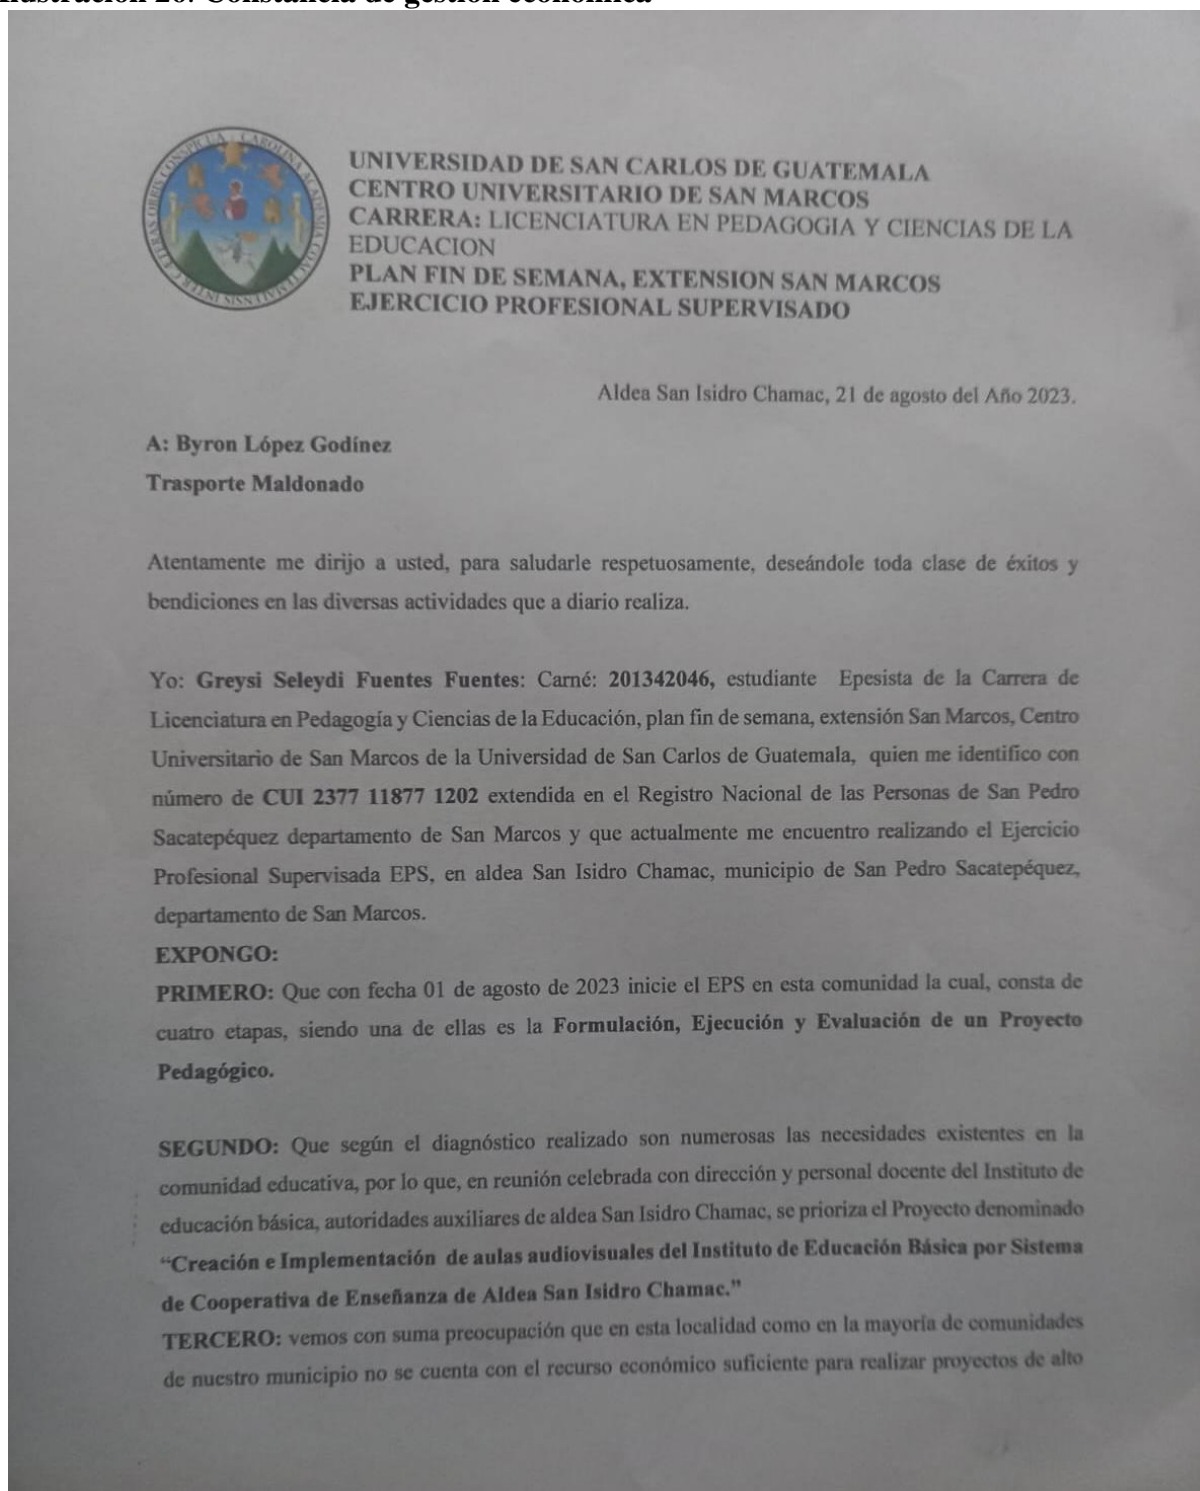 Ilustración 20. Constancia de gestión económica
CAROLINA ACADEMIA COACTEMALENSIS INTER CAETERAS ORBIS CONSPICUA
UNIVERSIDAD DE SAN CARLOS DE GUATEMALA
CENTRO UNIVERSITARIO DE SAN MARCOS
CARRERA: LICENCIATURA EN PEDAGOGIA Y CIENCIAS DE LA
EDUCACION
PLAN FIN DE SEMANA, EXTENSION SAN MARCOS
EJERCICIO PROFESIONAL SUPERVISADO
Aldea San Isidro Chamac, 21 de agosto del Año 2023.
A: Byron López Godínez
Trasporte Maldonado
Atentamente me dirijo a usted, para saludarle respetuosamente, deseándole toda clase de éxitos y
bendiciones en las diversas actividades que a diario realiza.
Yo: Greysi Seleydi Fuentes Fuentes: Carné: 201342046, estudiante Epesista de la Carrera de
Licenciatura en Pedagogía y Ciencias de la Educación, plan fin de semana, extensión San Marcos, Centro
Universitario de San Marcos de la Universidad de San Carlos de Guatemala, quien me identifico con
número de CUI 2377 11877 1202 extendida en el Registro Nacional de las Personas de San Pedro
Sacatepéquez departamento de San Marcos y que actualmente me encuentro realizando el Ejercicio
Profesional Supervisada EPS, en aldea San Isidro Chamac, municipio de San Pedro Sacatepéquez,
departamento de San Marcos.
EXPONGO:
PRIMERO: Que con fecha 01 de agosto de 2023 inicie el EPS en esta comunidad la cual, consta de
cuatro etapas, siendo una de ellas es la Formulación, Ejecución y Evaluación de un Proyecto
Pedagógico.
SEGUNDO: Que según el diagnóstico realizado son numerosas las necesidades existentes en la
comunidad educativa, por lo que, en reunión celebrada con dirección y personal docente del Instituto de
educación básica, autoridades auxiliares de aldea San Isidro Chamac, se prioriza el Proyecto denominado
“Creación e Implementación de aulas audiovisuales del Instituto de Educación Básica por Sistema
de Cooperativa de Enseñanza de Aldea San Isidro Chamac.”
TERCERO: vemos con suma preocupación que en esta localidad como en la mayoría de comunidades
de nuestro municipio no se cuenta con el recurso económico suficiente para realizar proyectos de alto